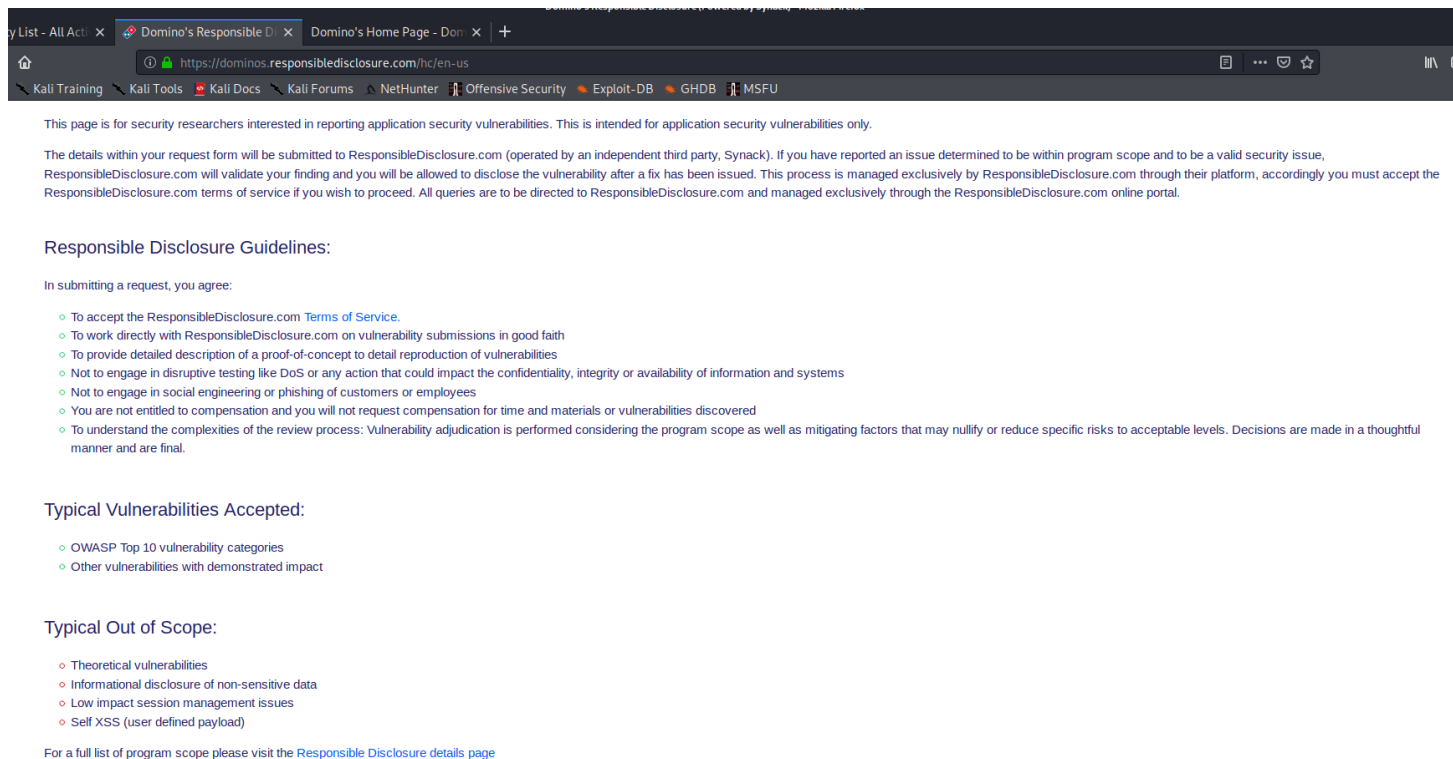 Domino's Responsible Disclosure (Powered by Synack) - Mozilla Firefox
y List - All Acti Domino's Responsible Di Domino's Home Page - Dom
https://dominos.responsibledisclosure.com/hc/en-us
Kali Training Kali Tools Kali Docs Kali Forums NetHunter Offensive Security Exploit-DB GHDB MSFU
This page is for security researchers interested in reporting application security vulnerabilities. This is intended for application security vulnerabilities only.
The details within your request form will be submitted to ResponsibleDisclosure.com (operated by an independent third party, Synack). If you have reported an issue determined to be within program scope and to be a valid security issue,
ResponsibleDisclosure.com will validate your finding and you will be allowed to disclose the vulnerability after a fix has been issued. This process is managed exclusively by ResponsibleDisclosure.com through their platform, accordingly you must accept the
ResponsibleDisclosure.com terms of service if you wish to proceed. All queries are to be directed to ResponsibleDisclosure.com and managed exclusively through the ResponsibleDisclosure.com online portal.
Responsible Disclosure Guidelines:
In submitting a request, you agree:
To accept the ResponsibleDisclosure.com Terms of Service.
To work directly with ResponsibleDisclosure.com on vulnerability submissions in good faith
To provide detailed description of a proof-of-concept to detail reproduction of vulnerabilities
Not to engage in disruptive testing like DoS or any action that could impact the confidentiality, integrity or availability of information and systems
Not to engage in social engineering or phishing of customers or employees
You are not entitled to compensation and you will not request compensation for time and materials or vulnerabilities discovered
To understand the complexities of the review process: Vulnerability adjudication is performed considering the program scope as well as mitigating factors that may nullify or reduce specific risks to acceptable levels. Decisions are made in a thoughtful
manner and are final.
Typical Vulnerabilities Accepted:
OWASP Top 10 vulnerability categories
Other vulnerabilities with demonstrated impact
Typical Out of Scope:
Theoretical vulnerabilities
Informational disclosure of non-sensitive data
Low impact session management issues
Self XSS (user defined payload)
For a full list of program scope please visit the Responsible Disclosure details page